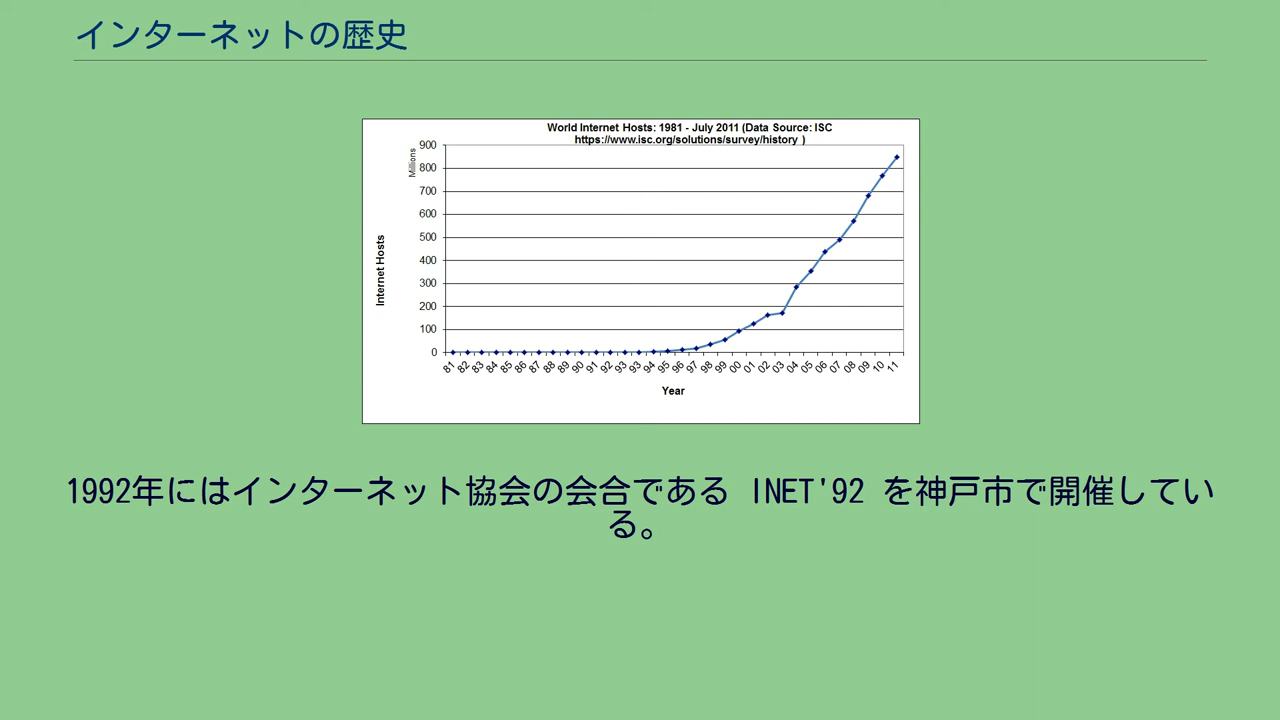 インターネットの歴史
World Internet Hosts: 1981 - July 2011 (Data Source: ISC
https://www.isc.org/solutions/survey/history )
Millions
Internet Hosts
900
800
700
600
500
400
300
200
100
0
81 82 83 84 85 86 87 88 89 90 91 92 93 93 94 95 96 97 98 99 00 01 02 03 04 05 06 07 08 09 10 11
Year
1992年にはインターネット協会の会合である INET'92 を神戸市で開催してい
る。